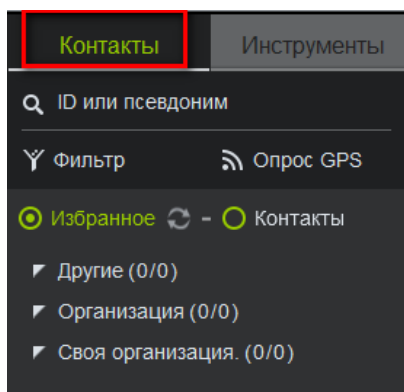 Контакты Инструменты
ID или псевдоним
Фильтр Опрос GPS
Избранное - Контакты
Другие (0/0)
Организация (0/0)
Своя организация. (0/0)